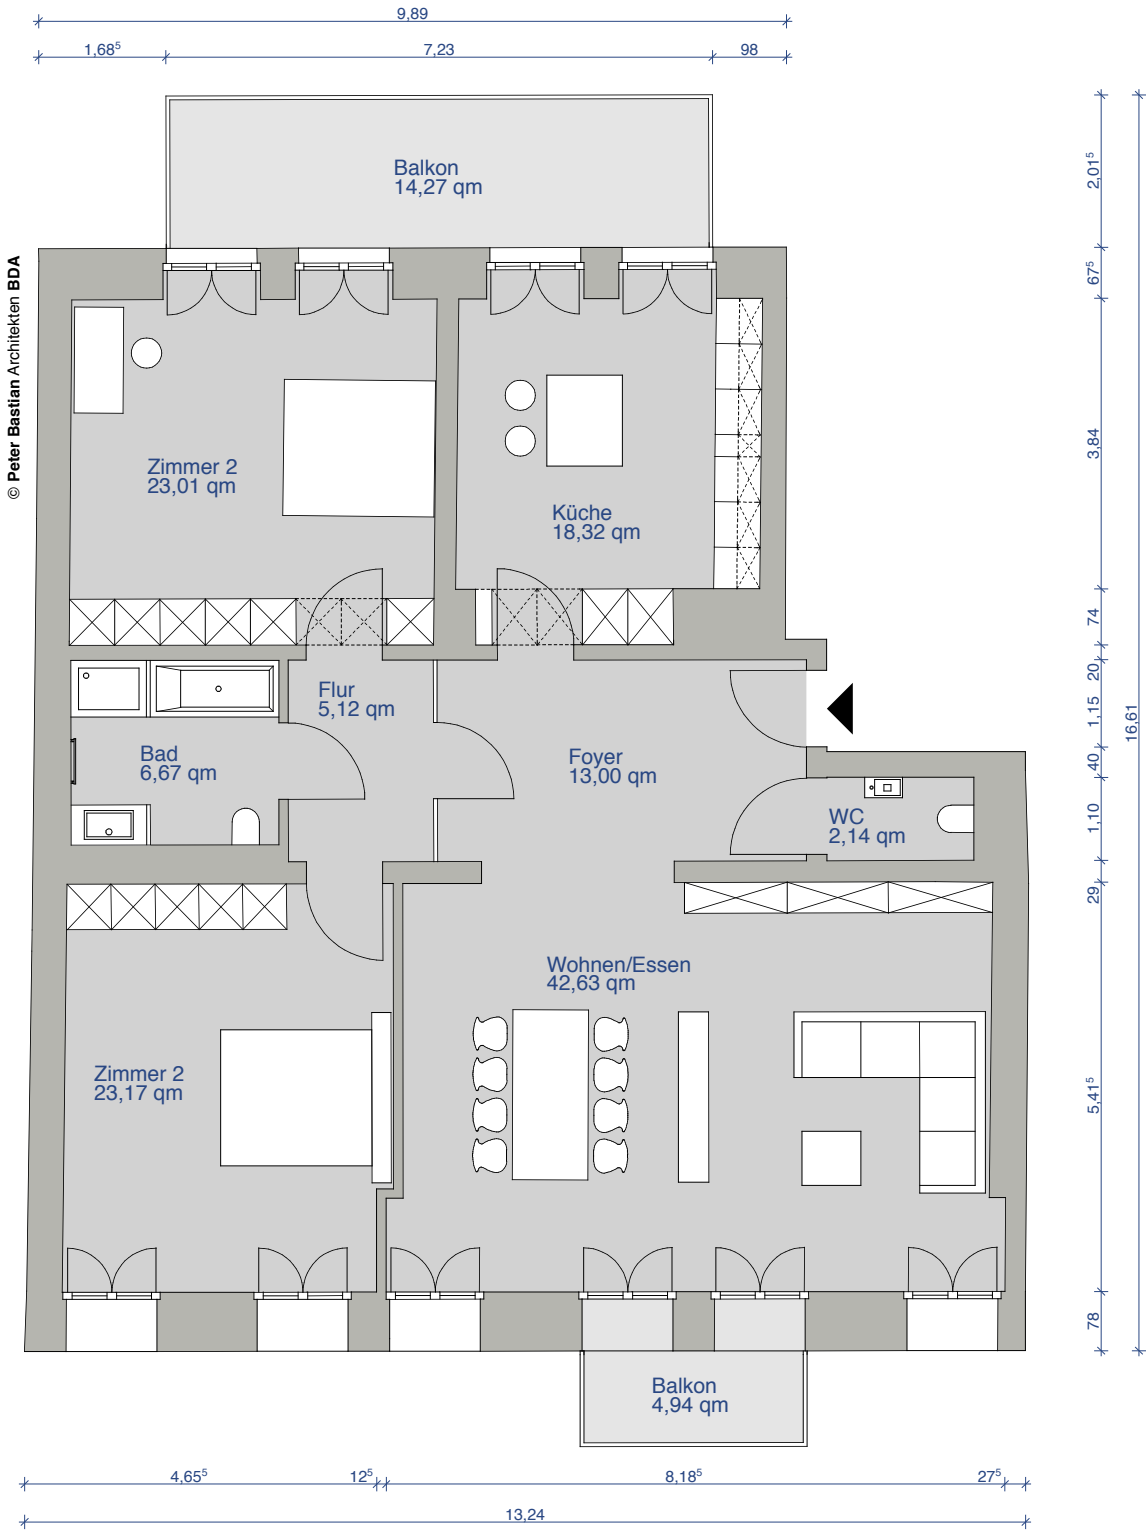 9,89
1,68⁵
7,23
98
Balkon
14,27 qm
2,01⁵
67⁵
© Peter Bastian Architekten BDA
Zimmer 2
23,01 qm
Küche
18,32 qm
3,84
74
Flur
5,12 qm
Bad
6,67 qm
Foyer
13,00 qm
WC
2,14 qm
20
1,15
40
1,10
29
16,61
Wohnen/Essen
42,63 qm
Zimmer 2
23,17 qm
5,41⁵
78
Balkon
4,94 qm
4,65⁵
12⁵
8,18⁵
27⁵
13,24